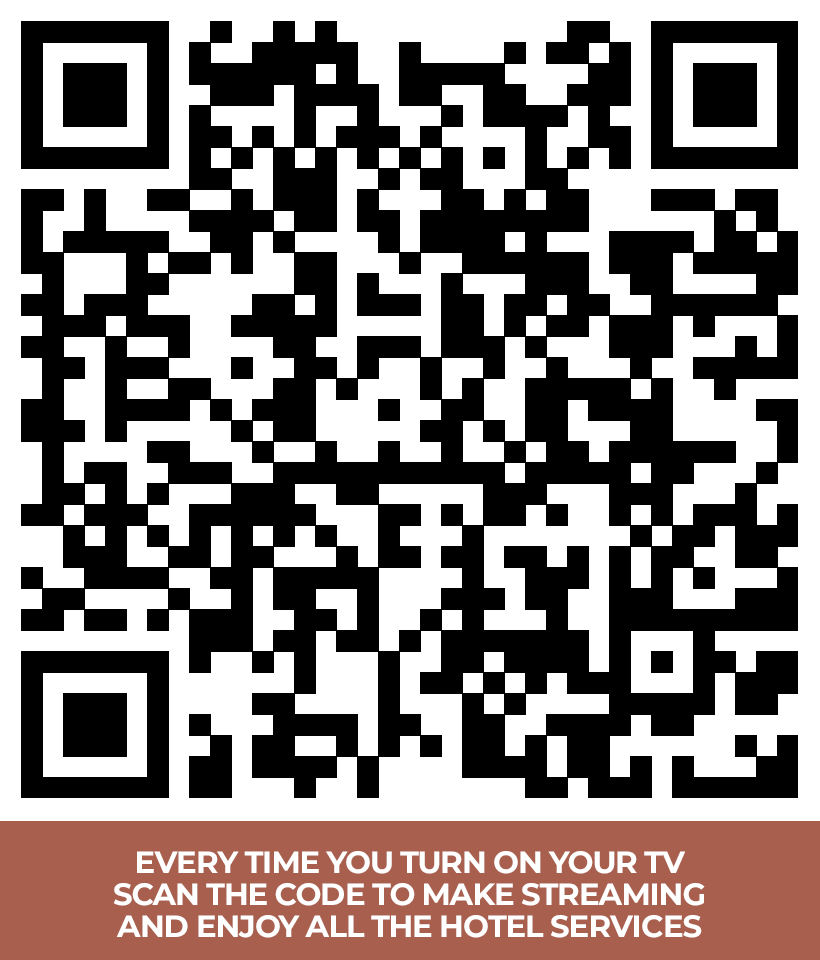 EVERY TIME YOU TURN ON YOUR TV
SCAN THE CODE TO MAKE STREAMING
AND ENJOY ALL THE HOTEL SERVICES